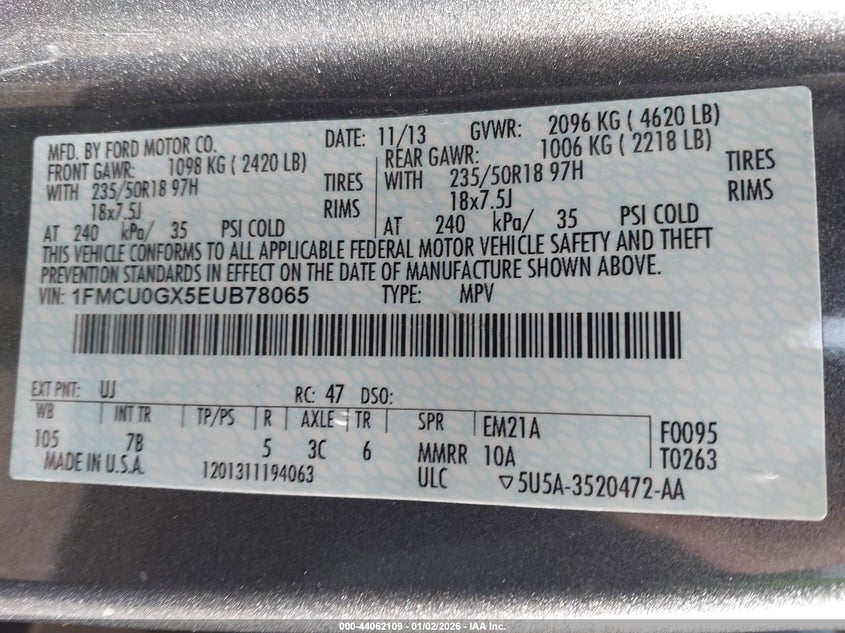 MFD. BY FORD MOTOR CO. DATE: 11/13 GVWR: 2096 KG ( 4620 LB)
FRONT GAWR: 1098 KG ( 2420 LB) REAR GAWR: 1006 KG ( 2218 LB)
WITH 235/50R18 97H TIRES WITH 235/50R18 97H TIRES
18x7.5J RIMS 18x7.5J RIMS
AT 240 kPa/ 35 PSI COLD AT 240 kPa/ 35 PSI COLD
THIS VEHICLE CONFORMS TO ALL APPLICABLE FEDERAL MOTOR VEHICLE SAFETY AND THEFT
PREVENTION STANDARDS IN EFFECT ON THE DATE OF MANUFACTURE SHOWN ABOVE.
VIN: 1FMCU0GX5EUB78065 TYPE: MPV
EXT PNT: UJ RC: 47 DSO:
WB INT TR TP/PS R AXLE TR SPR EM21A F0095
105 7B 5 3C 6 MMRR 10A T0263
MADE IN U.S.A. 1201311194063 ULC ▽5U5A-3520472-AA
000-44062109 - 01/02/2026 - IAA Inc.